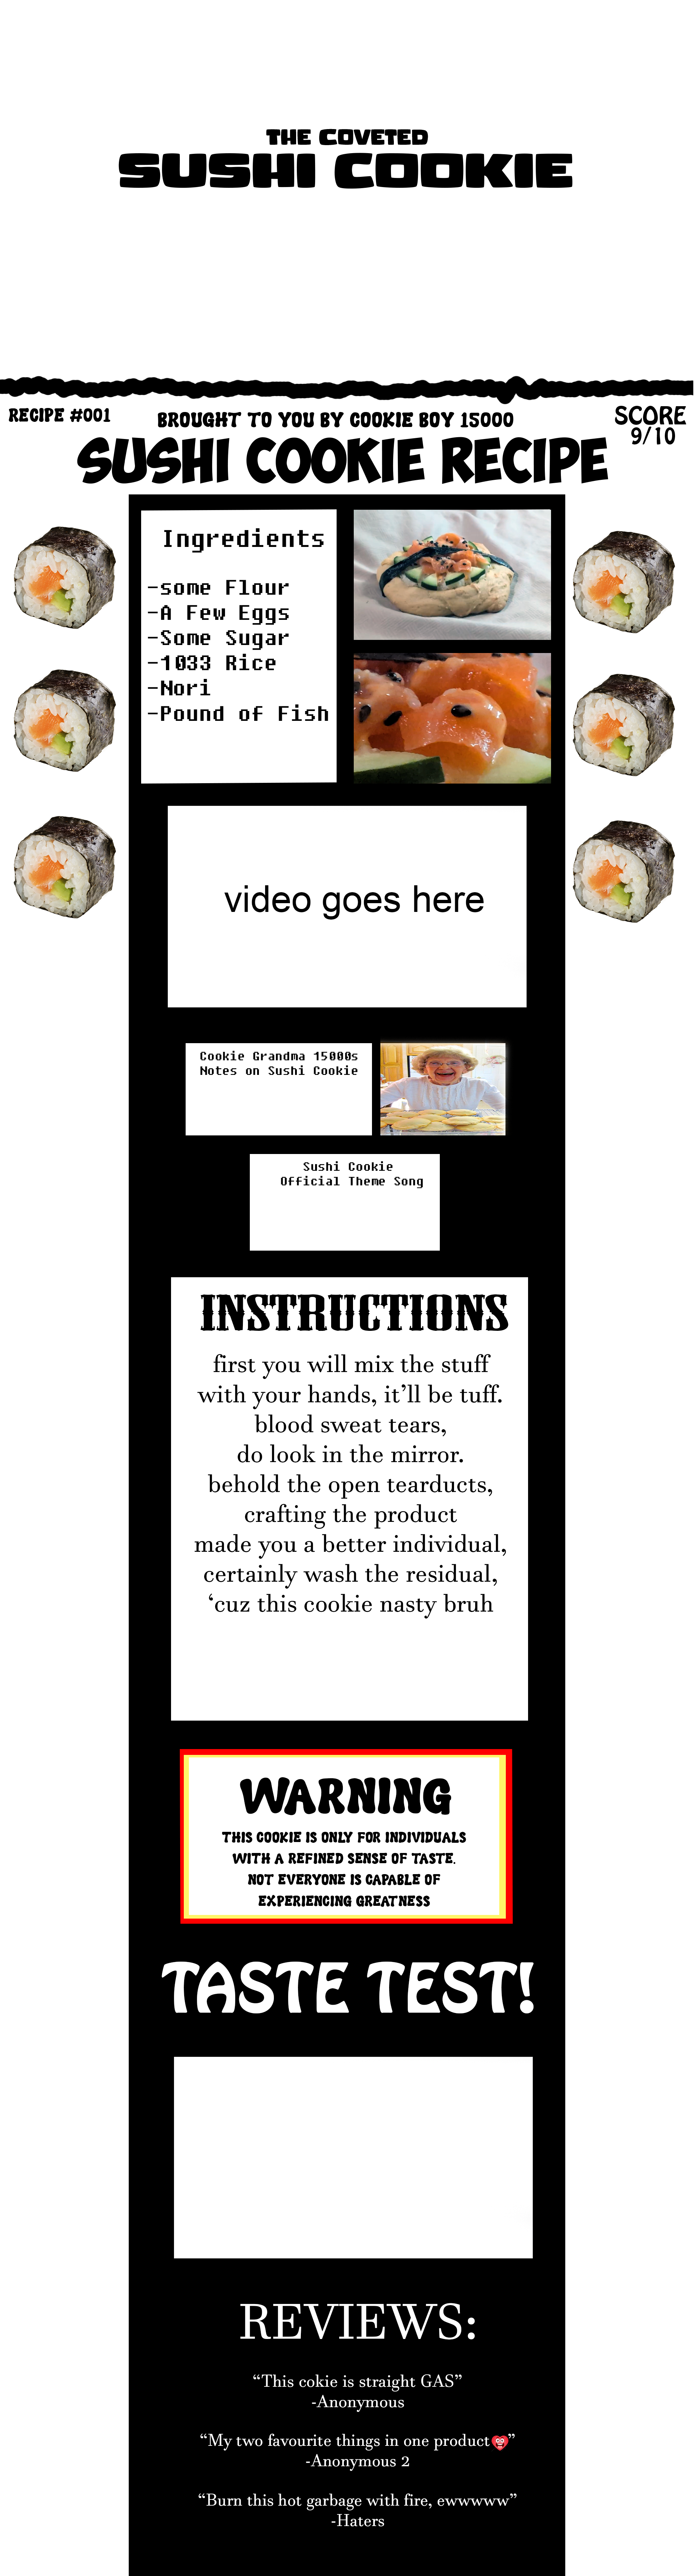 THE COVETED
SUSHI COOKIE
RECIPE #001
BROUGHT TO YOU BY COOKIE BOY 15000
SCORE
9/10
SUSHI COOKIE RECIPE
Ingredients
-some Flour
-A Few Eggs
-Some Sugar
-1033 Rice
-Nori
-Pound of Fish
video goes here
Cookie Grandma 15000s
Notes on Sushi Cookie
Sushi Cookie
Official Theme Song
INSTRUCTIONS
first you will mix the stuff
with your hands, it’ll be tuff.
blood sweat tears,
do look in the mirror.
behold the open tearducts,
crafting the product
made you a better individual,
certainly wash the residual,
‘cuz this cookie nasty bruh
WARNING
THIS COOKIE IS ONLY FOR INDIVIDUALS
WITH A REFINED SENSE OF TASTE.
NOT EVERYONE IS CAPABLE OF
EXPERIENCING GREATNESS
TASTE TEST!
REVIEWS:
“This cokie is straight GAS”
-Anonymous
“My two favourite things in one product”
-Anonymous 2
“Burn this hot garbage with fire, ewwwww”
-Haters